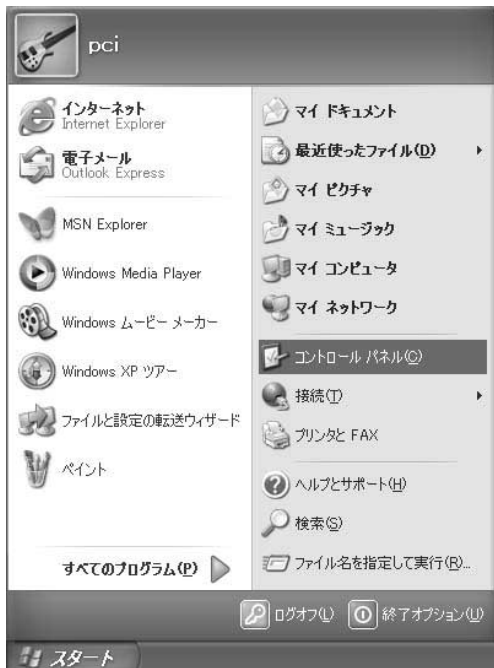 pci
インターネット
Internet Explorer
電子メール
Outlook Express
MSN Explorer
Windows Media Player
Windows ムービー メーカー
Windows XP ツアー
ファイルと設定の転送ウィザード
ペイント
すべてのプログラム(P)
マイ ドキュメント
最近使ったファイル(D)
マイ ピクチャ
マイ ミュージック
マイ コンピュータ
マイ ネットワーク
コントロール パネル(C)
接続(T)
プリンタと FAX
ヘルプとサポート(H)
検索(S)
ファイル名を指定して実行(R)...
ログオフ(L)
終了オプション(U)
スタート